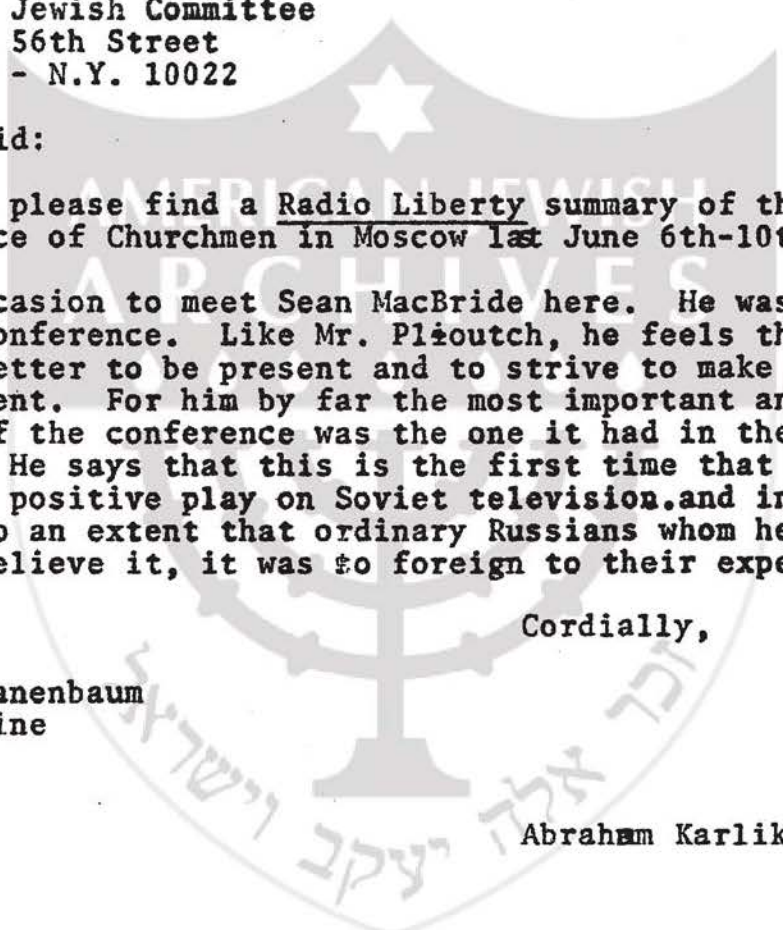 Jewish Committee
56th Street
- N.Y. 10022
id:
please find a Radio Liberty summary of th
ce of Churchmen in Moscow last June 6th-10t
casion to meet Sean MacBride here. He was
onference. Like Mr. Plioutch, he feels th
etter to be present and to strive to make
ent. For him by far the most important an
f the conference was the one it had in the
He says that this is the first time that
positive play on Soviet television.and in
o an extent that ordinary Russians whom he
elieve it, it was so foreign to their expe
Cordially,
anenbaum
ine
Abraham Karlik
AMERICAN JEWISH
ARCHIVES
זכר אלה יעקב וישראל